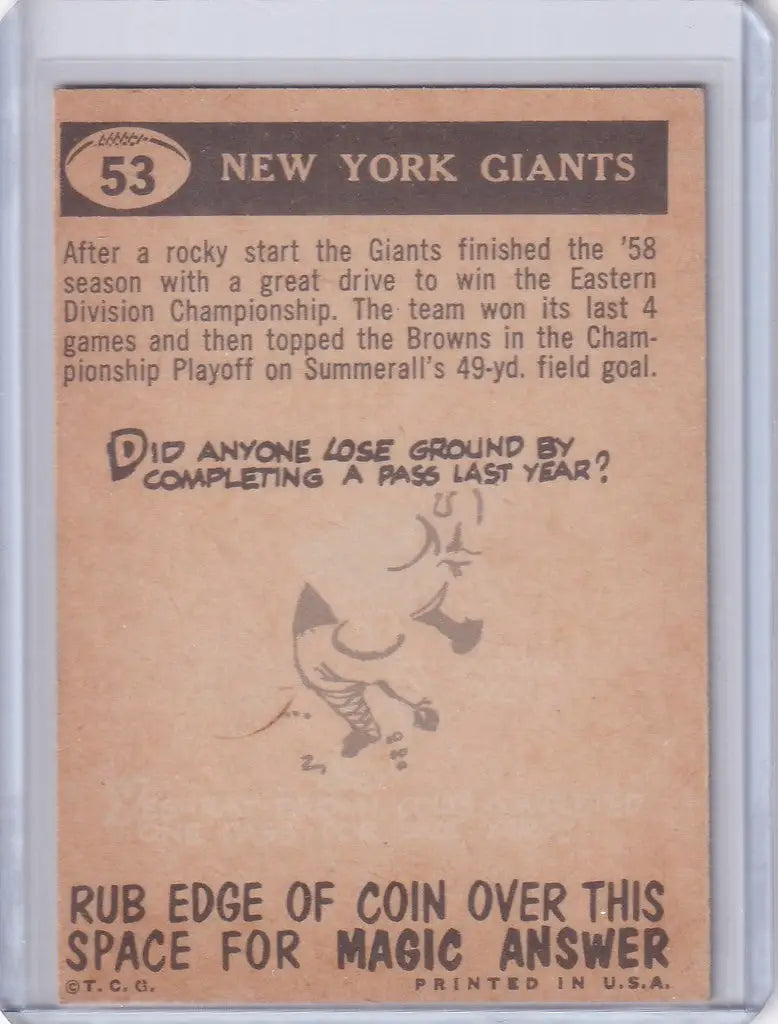 53 NEW YORK GIANTS
After a rocky start the Giants finished the '58
season with a great drive to win the Eastern
Division Championship. The team won its last 4
games and then topped the Browns in the Cham-
pionship Playoff on Summerall's 49-yd. field goal.
DID ANYONE LOSE GROUND BY
COMPLETING A PASS LAST YEAR?
ONE PASS FOR
RUB EDGE OF COIN OVER THIS
SPACE FOR MAGIC ANSWER
©T. C. G. PRINTED IN U.S.A.